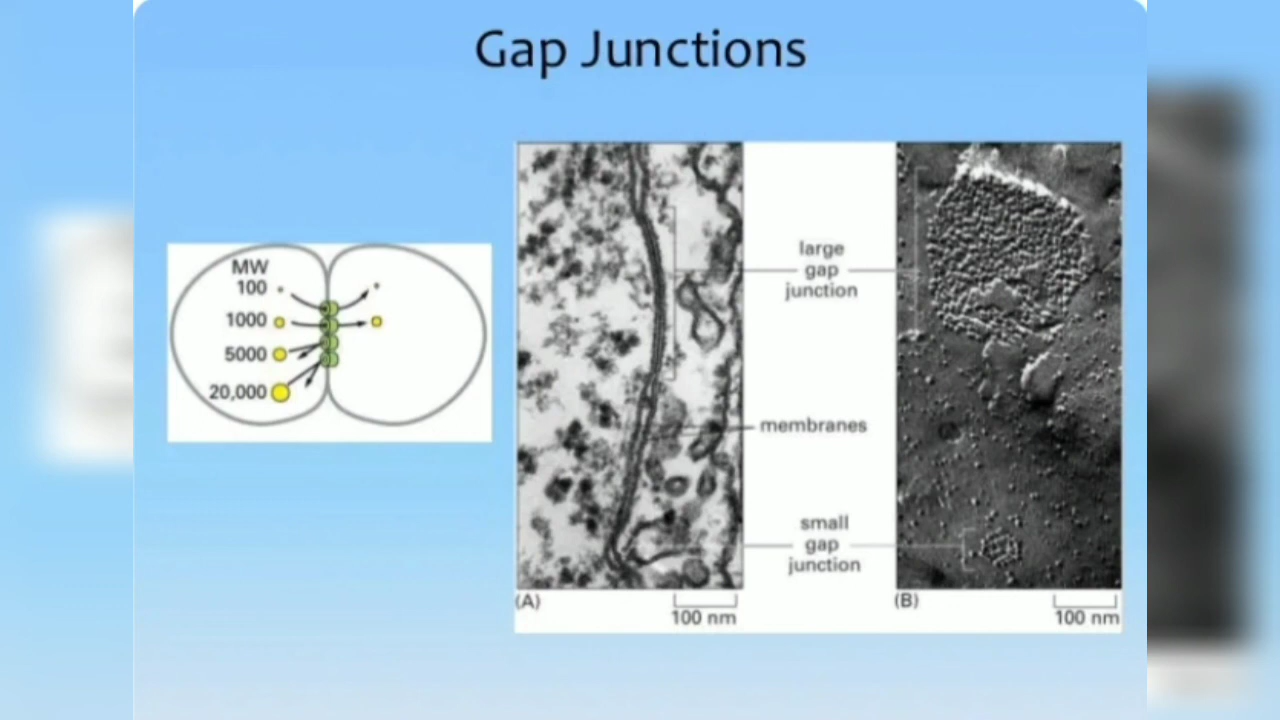 Gap Junctions
MW
100
1000
5000
20,000
large
gap
junction
membranes
small
gap
junction
(A)
100 nm
(B)
100 nm